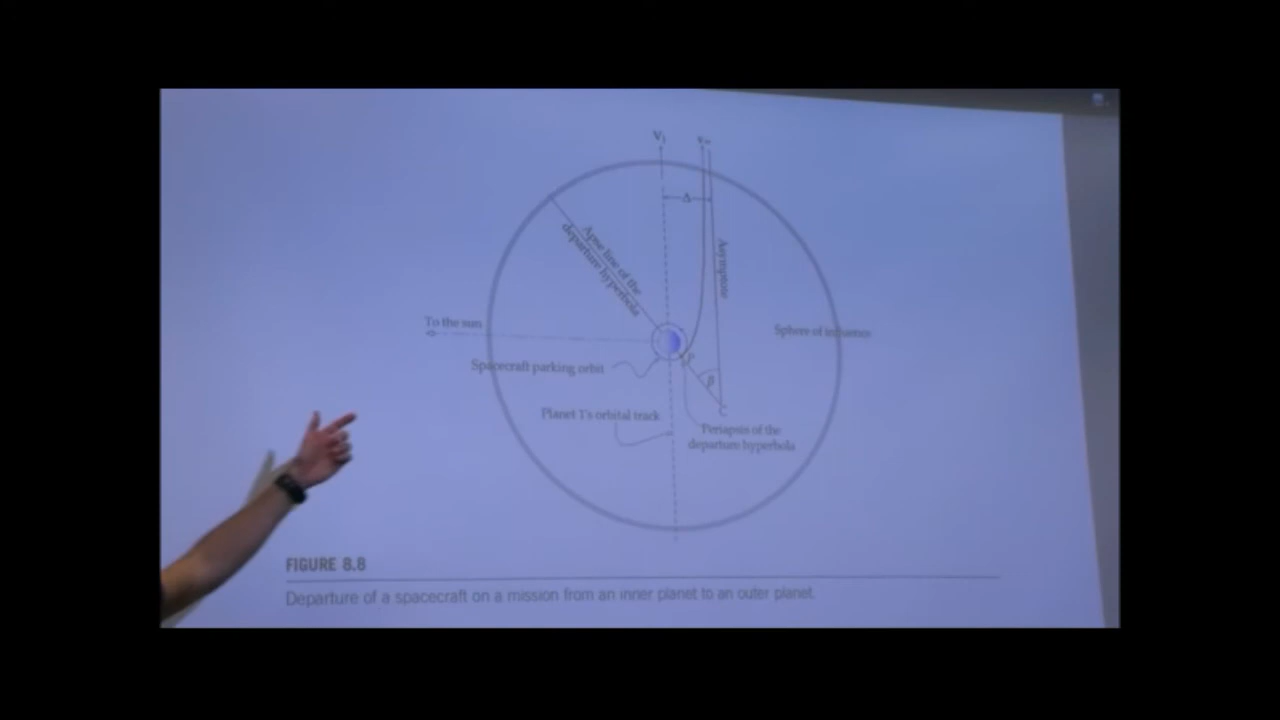 V₁ v∞
Δ
Apse line of the
departure hyperbola
Asymptote
To the sun
Sphere of influence
Spacecraft parking orbit
β
C
Planet 1's orbital track
Periapsis of the
departure hyperbola
FIGURE 8.8
Departure of a spacecraft on a mission from an inner planet to an outer planet.